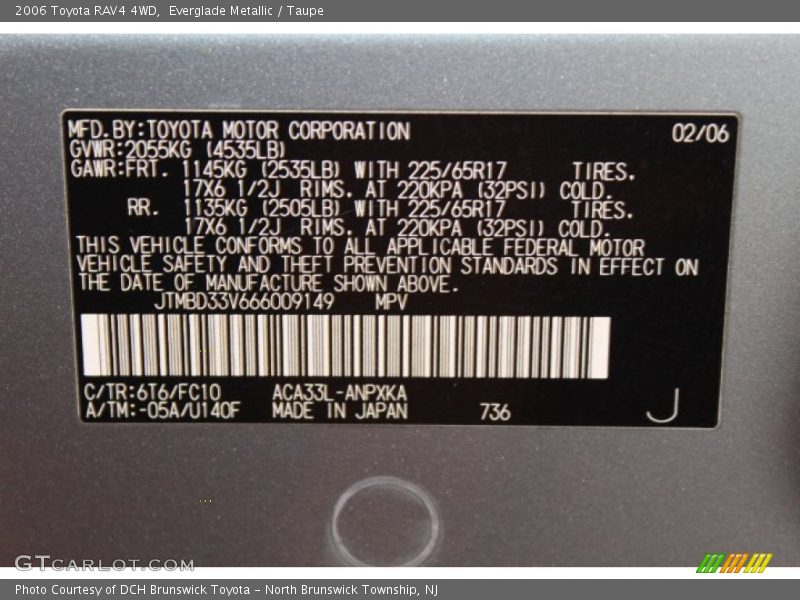 2006 Toyota RAV4 4WD,  Everglade Metallic / Taupe
MFD.BY:TOYOTA MOTOR CORPORATION 02/06
GVWR:2055KG (4535LB)
GAWR:FRT. 1145KG (2535LB) WITH 225/65R17 TIRES.
17X6 1/2J RIMS. AT 220KPA (32PSI) COLD.
RR. 1135KG (2505LB) WITH 225/65R17 TIRES.
17X6 1/2J RIMS. AT 220KPA (32PSI) COLD.
THIS VEHICLE CONFORMS TO ALL APPLICABLE FEDERAL MOTOR
VEHICLE SAFETY AND THEFT PREVENTION STANDARDS IN EFFECT ON
THE DATE OF MANUFACTURE SHOWN ABOVE.
JTMBD33V666009149 MPV
C/TR:6T6/FC10 ACA33L-ANPXKA
A/TM:-05A/U140F MADE IN JAPAN 736 J
GTCARLOT.COM
Photo Courtesy of DCH Brunswick Toyota - North Brunswick Township, NJ